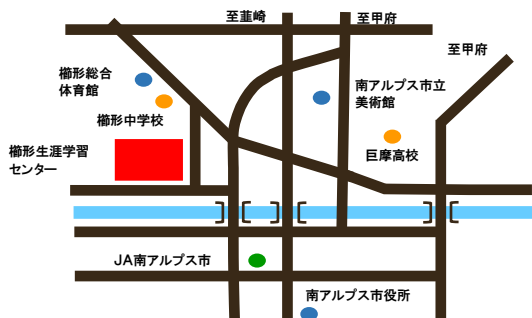 至韮崎
至甲府
至甲府
櫛形総合
体育館
南アルプス市立
美術館
櫛形中学校
巨摩高校
櫛形生涯学習
センター
JA南アルプス市
南アルプス市役所